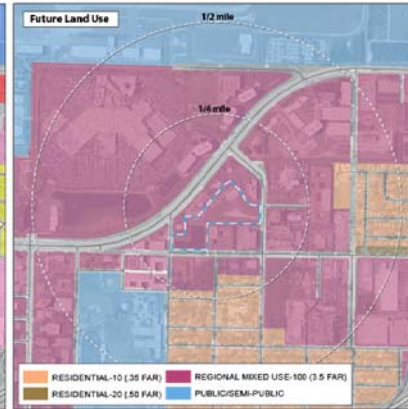 Future Land Use
1/2 mile
1/4 mile
RESIDENTIAL-10 (.35 FAR)
REGIONAL MIXED USE-100 (3.5 FAR)
RESIDENTIAL-20 (.50 FAR)
PUBLIC/SEMI-PUBLIC